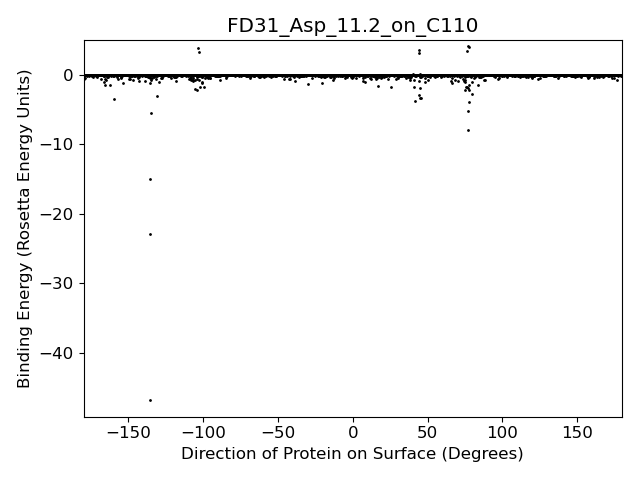 FD31_Asp_11.2_on_C110
Binding Energy (Rosetta Energy Units)
0
−10
−20
−30
−40
−150 −100 −50 0 50 100 150
Direction of Protein on Surface (Degrees)